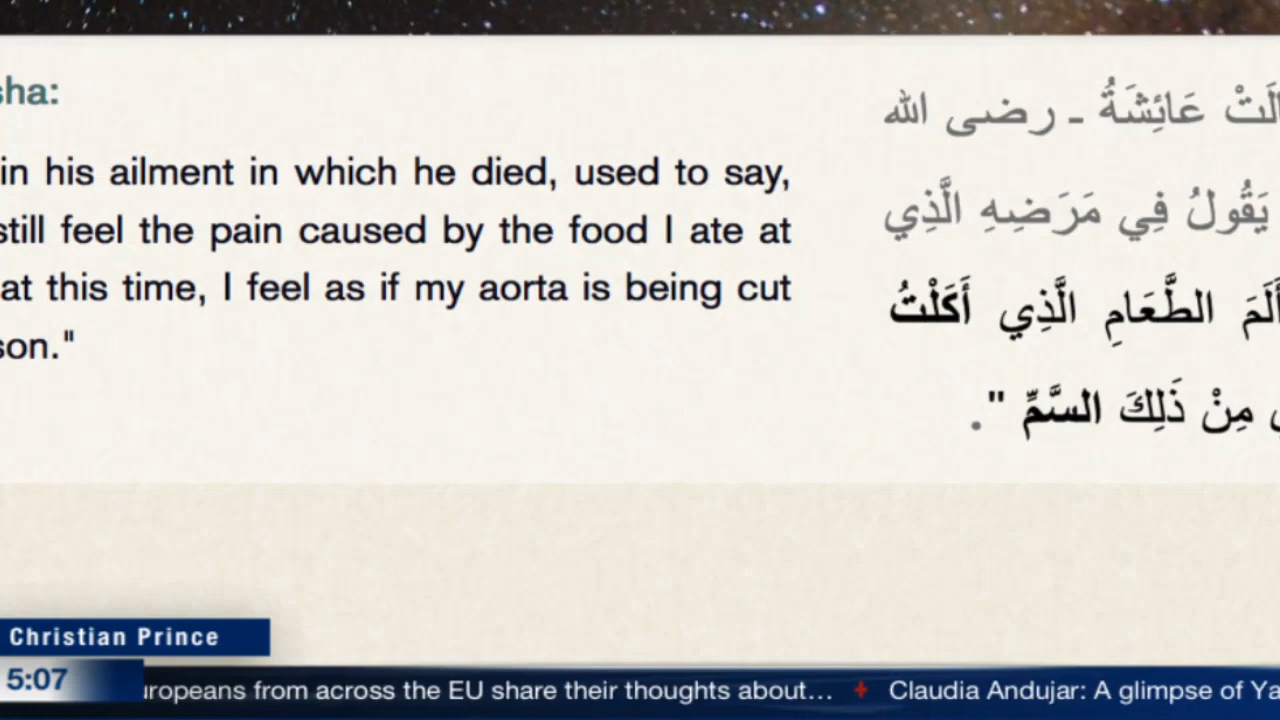 sha:
in his ailment in which he died, used to say,
still feel the pain caused by the food I ate at
at this time, I feel as if my aorta is being cut
son."
الَتْ عَائِشَةُ ـ رضى الله
يَقُولُ فِي مَرَضِهِ الَّذِي
أَلَمَ الطَّعَامِ الَّذِي أَكَلْتُ
مِنْ ذَلِكَ السَّمِّ ".
Christian Prince
5:07
uropeans from across the EU share their thoughts about... Claudia Andujar: A glimpse of Ya